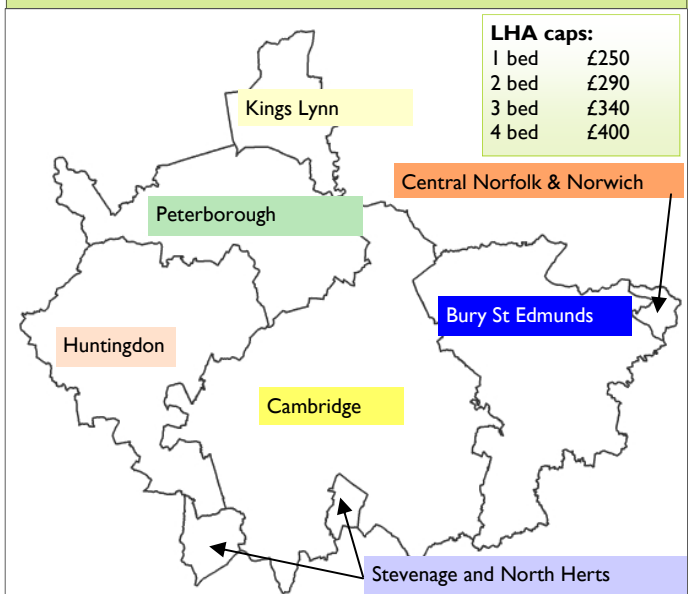 LHA caps:
1 bed £250
2 bed £290
3 bed £340
4 bed £400
Kings Lynn
Central Norfolk & Norwich
Peterborough
Bury St Edmunds
Huntingdon
Cambridge
Stevenage and North Herts